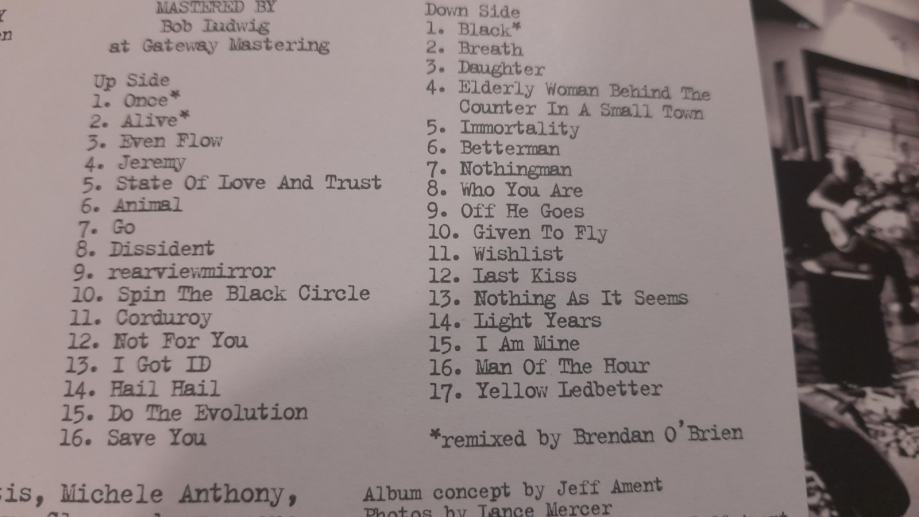 MASTERED BY
Bob Ludwig
at Gateway Mastering
Up Side
1. Once*
2. Alive*
3. Even Flow
4. Jeremy
5. State Of Love And Trust
6. Animal
7. Go
8. Dissident
9. rearviewmirror
10. Spin The Black Circle
11. Corduroy
12. Not For You
13. I Got ID
14. Hail Hail
15. Do The Evolution
16. Save You
Down Side
1. Black*
2. Breath
3. Daughter
4. Elderly Woman Behind The
Counter In A Small Town
5. Immortality
6. Betterman
7. Nothingman
8. Who You Are
9. Off He Goes
10. Given To Fly
11. Wishlist
12. Last Kiss
13. Nothing As It Seems
14. Light Years
15. I Am Mine
16. Man Of The Hour
17. Yellow Ledbetter
*remixed by Brendan O'Brien
Michele Anthony,
Album concept by Jeff Ament
Photos by Lance Mercer